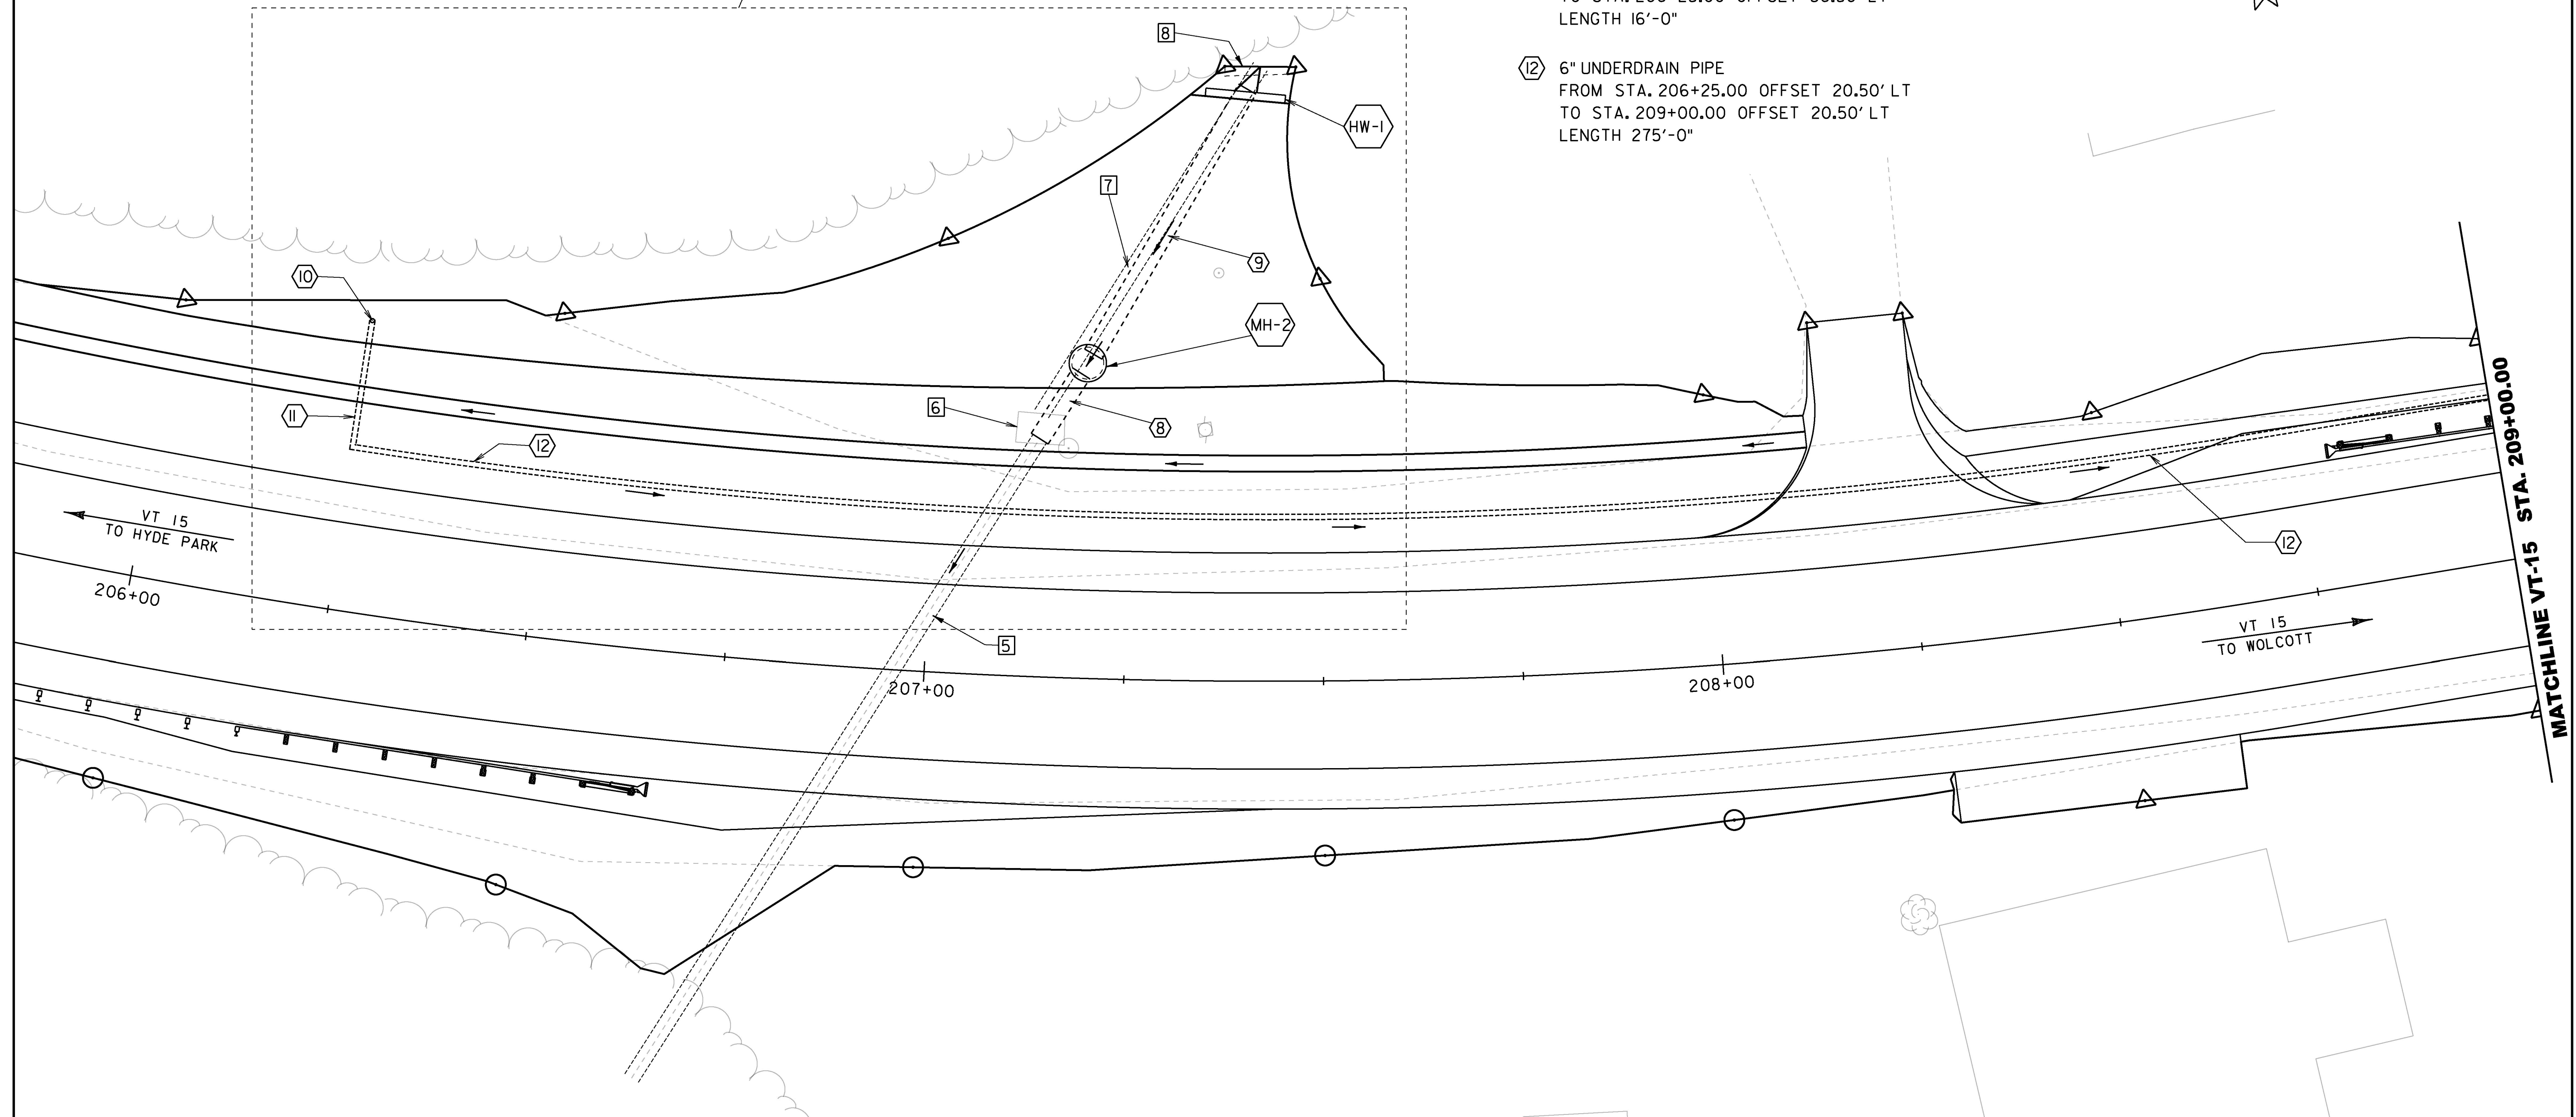 LENGTH 16'-0"
12 6" UNDERDRAIN PIPE
FROM STA. 206+25.00 OFFSET 20.50' LT
TO STA. 209+00.00 OFFSET 20.50' LT
LENGTH 275'-0"
8
HW-1
7
9
10
MH-2
6
8
11
12
12
VT 15
TO HYDE PARK
206+00
5
207+00
208+00
VT 15
TO WOLCOTT
MATCHLINE VT-15 STA. 209+00.00